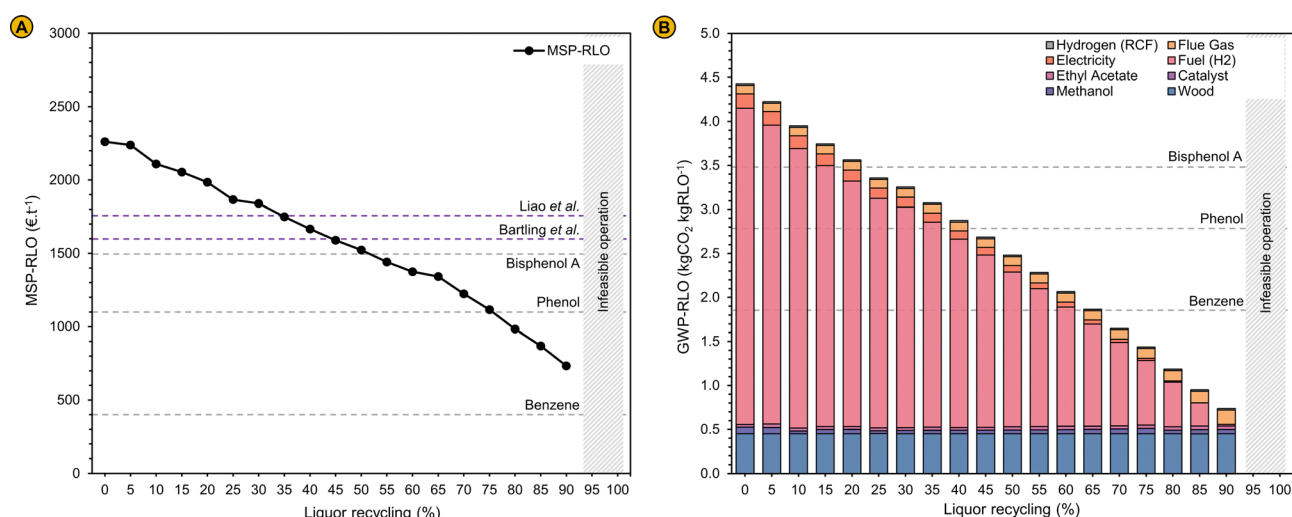 A
3000
2500
2000
1500
1000
500
0
MSP-RLO (€.t⁻¹)
MSP-RLO
Liao et al.
Bartling et al.
Bisphenol A
Phenol
Benzene
Infeasible operation
0 5 10 15 20 25 30 35 40 45 50 55 60 65 70 75 80 85 90 95 100
Liquor recycling (%)
B
5.0
4.5
4.0
3.5
3.0
2.5
2.0
1.5
1.0
0.5
0.0
GWP-RLO (kgCO₂ kgRLO⁻¹)
Hydrogen (RCF) Flue Gas
Electricity Fuel (H2)
Ethyl Acetate Catalyst
Methanol Wood
Bisphenol A
Phenol
Benzene
Infeasible operation
0 5 10 15 20 25 30 35 40 45 50 55 60 65 70 75 80 85 90 95 100
Liquor recycling (%)